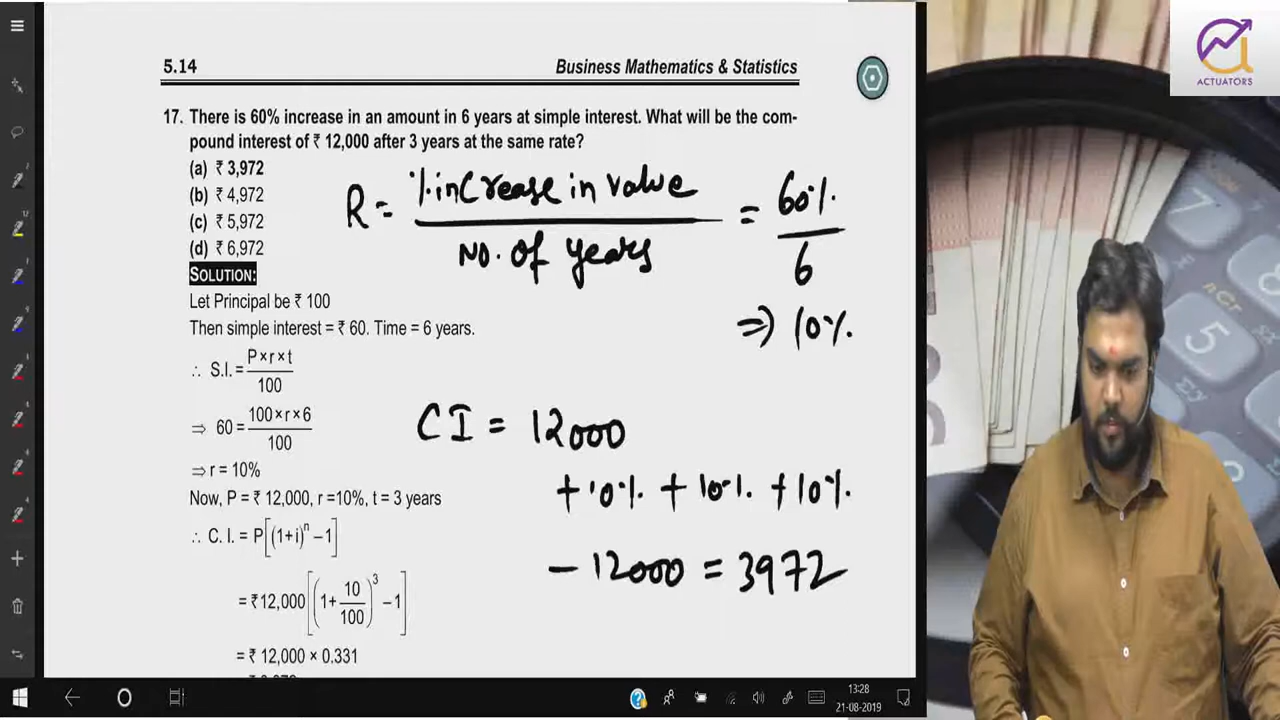 5.14 Business Mathematics & Statistics
17. There is 60% increase in an amount in 6 years at simple interest. What will be the com-
pound interest of ₹ 12,000 after 3 years at the same rate?
(a) ₹ 3,972
(b) ₹ 4,972
(c) ₹ 5,972
(d) ₹ 6,972
R = % increase in value / No. of years = 60% / 6
⇒ 10%
SOLUTION:
Let Principal be ₹ 100
Then simple interest = ₹ 60. Time = 6 years.
∴ S.I. = P×r×t / 100
⇒ 60 = 100×r×6 / 100
⇒ r = 10%
Now, P = ₹ 12,000, r =10%, t = 3 years
∴ C. I. = P[(1+i)ⁿ −1]
= ₹ 12,000 [(1+ 10/100)³ −1]
= ₹ 12,000 × 0.331
CI = 12000
+10% +10% +10%
− 12000 = 3972
ACTUATORS
7
nCr
5
Σy
13:28
21-08-2019